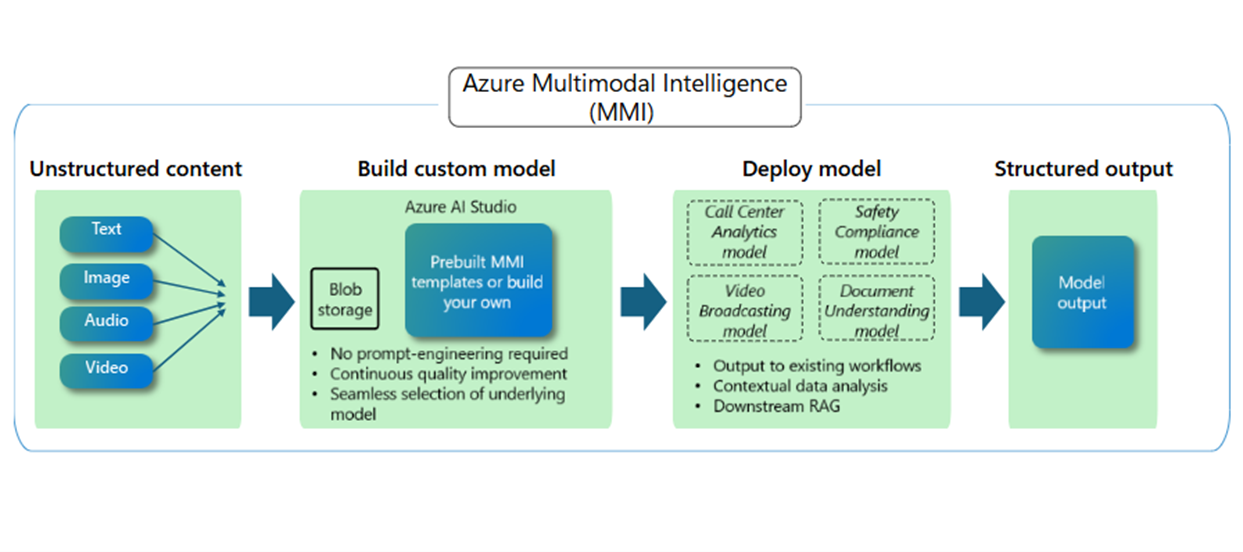 Azure Multimodal Intelligence
(MMI)
Unstructured content
Text
Image
Audio
Video
Build custom model
Azure AI Studio
Blob
storage
Prebuilt MMI
templates or build
your own
• No prompt-engineering required
• Continuous quality improvement
• Seamless selection of underlying
model
Deploy model
Call Center
Analytics
model
Safety
Compliance
model
Video
Broadcasting
model
Document
Understanding
model
• Output to existing workflows
• Contextual data analysis
• Downstream RAG
Structured output
Model
output